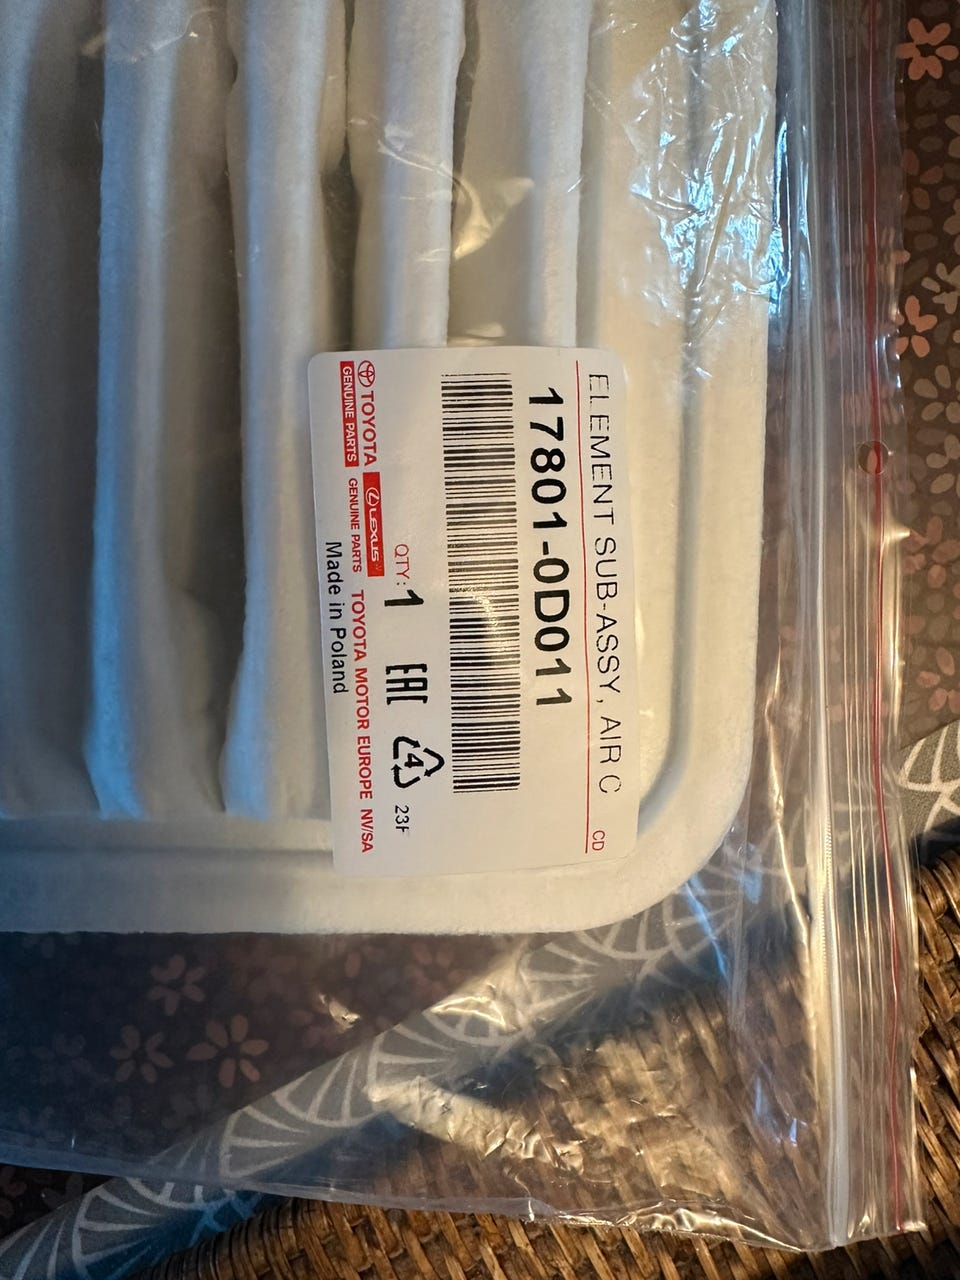 ELEMENT SUB-ASSY, AIR C
CD
17801-0D011
QTY: 1
EAC
4
23F
TOYOTA
GENUINE PARTS
LEXUS
GENUINE PARTS
TOYOTA MOTOR EUROPE NV/SA
Made in Poland